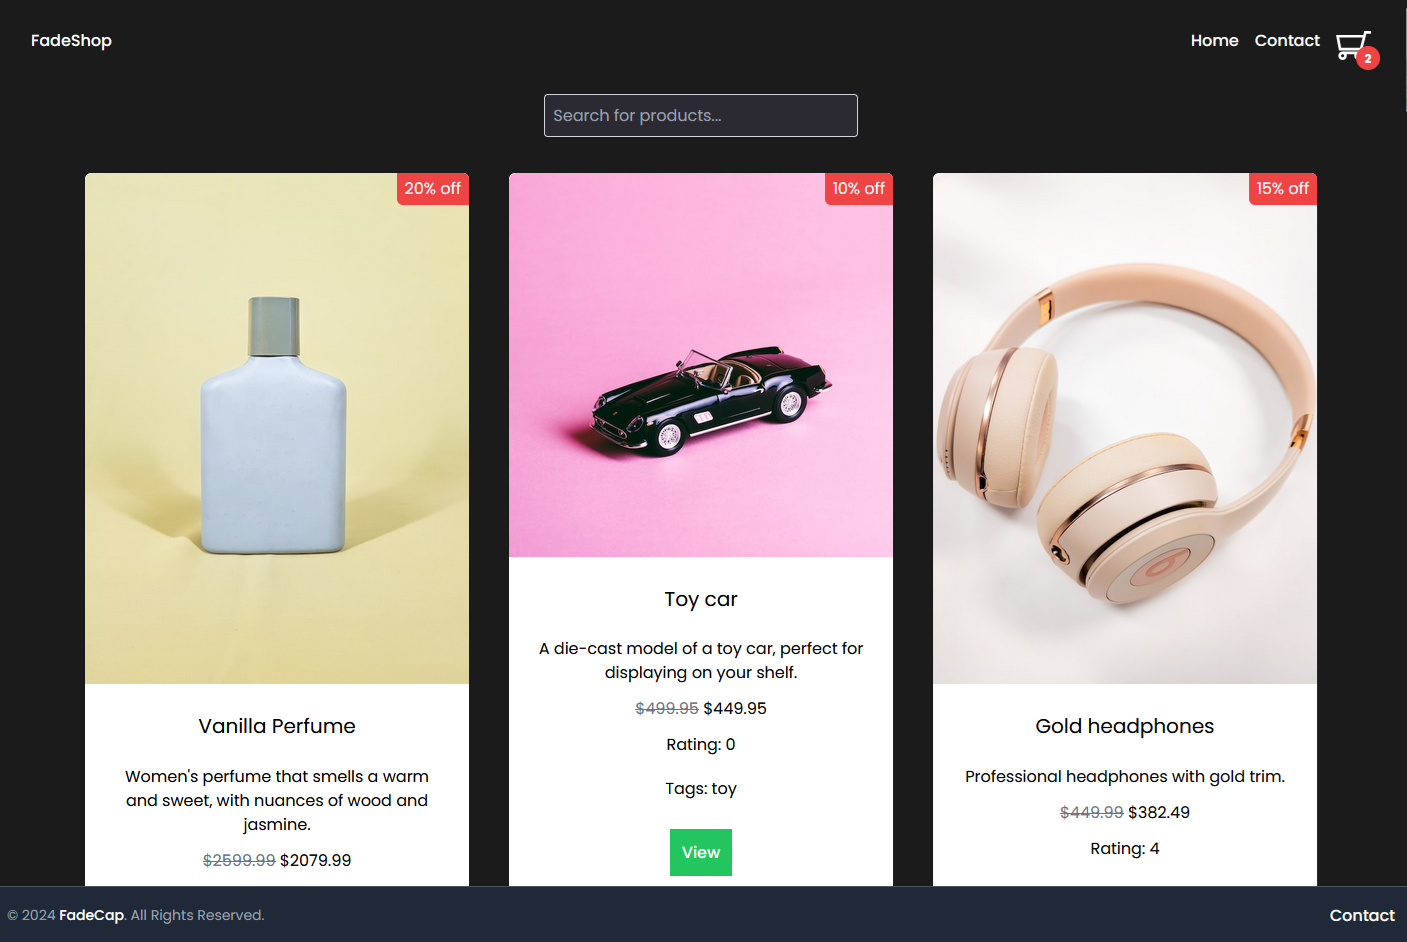 FadeShop
Home Contact
2
Search for products...
20% off
10% off
15% off
Vanilla Perfume
Women's perfume that smells a warm
and sweet, with nuances of wood and
jasmine.
$2599.99 $2079.99
Toy car
A die-cast model of a toy car, perfect for
displaying on your shelf.
$499.95 $449.95
Rating: 0
Tags: toy
View
Gold headphones
Professional headphones with gold trim.
$449.99 $382.49
Rating: 4
© 2024 FadeCap. All Rights Reserved.
Contact